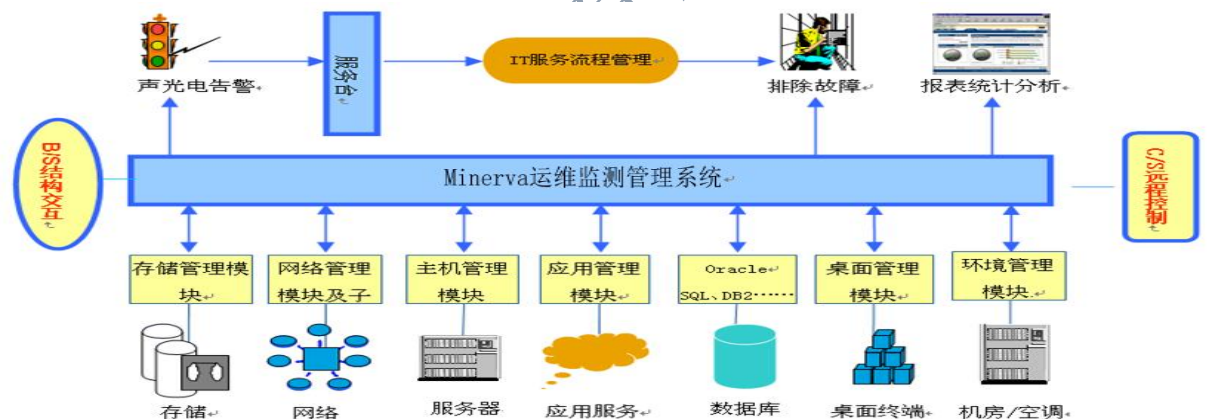 声光电告警
服务台
IT服务流程管理
排除故障
报表统计分析
B/S结构交互
Minerva运维监测管理系统
C/S远程控制
存储管理模
块
网络管理
模块及子
主机管理
模块
应用管理
模块
Oracle
SQL、DB2……
桌面管理
模块
环境管理
模块
存储
网络
服务器
应用服务
数据库
桌面终端
机房/空调